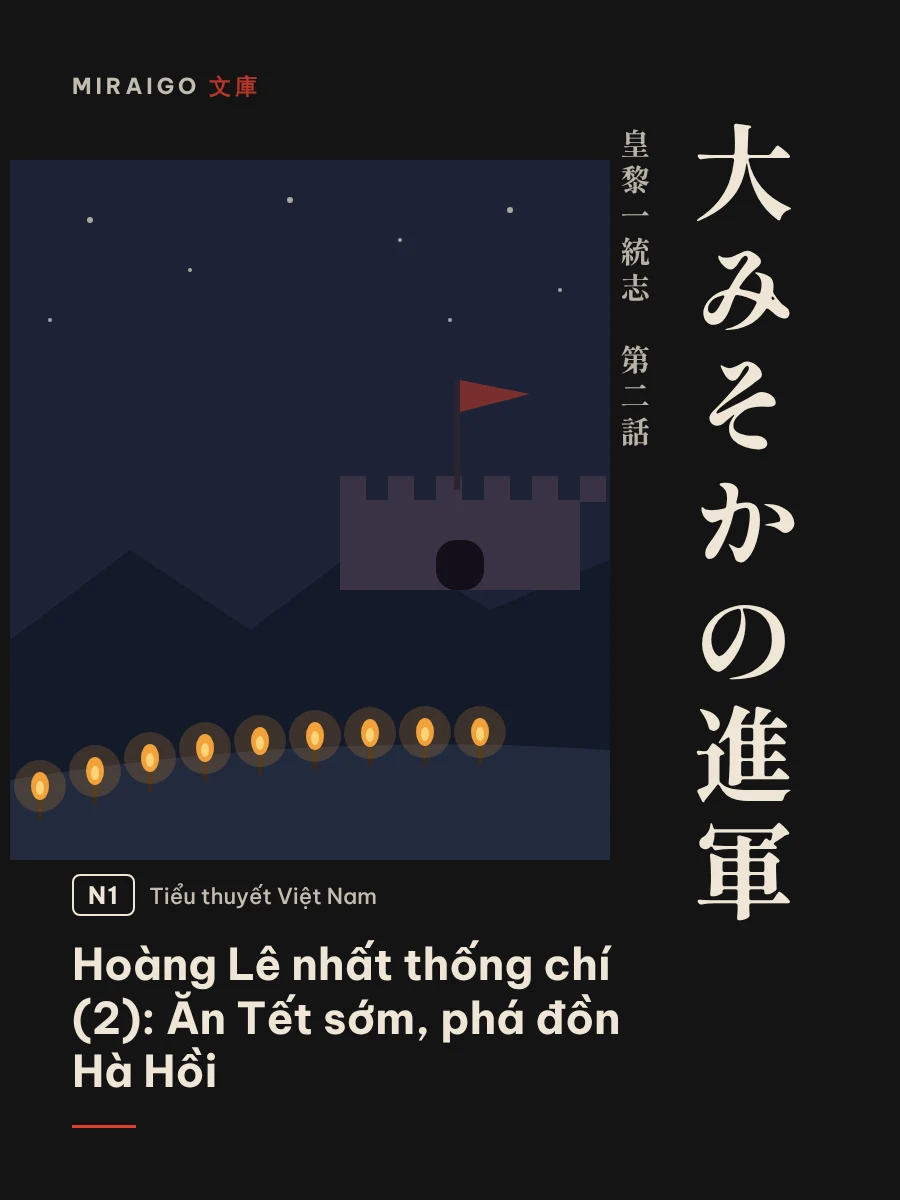 MIRAIGO 文庫
大みそかの進軍
皇黎一統志 第二話
N1 Tiểu thuyết Việt Nam
Hoàng Lê nhất thống chí
(2): Ăn Tết sớm, phá đồn
Hà Hồi